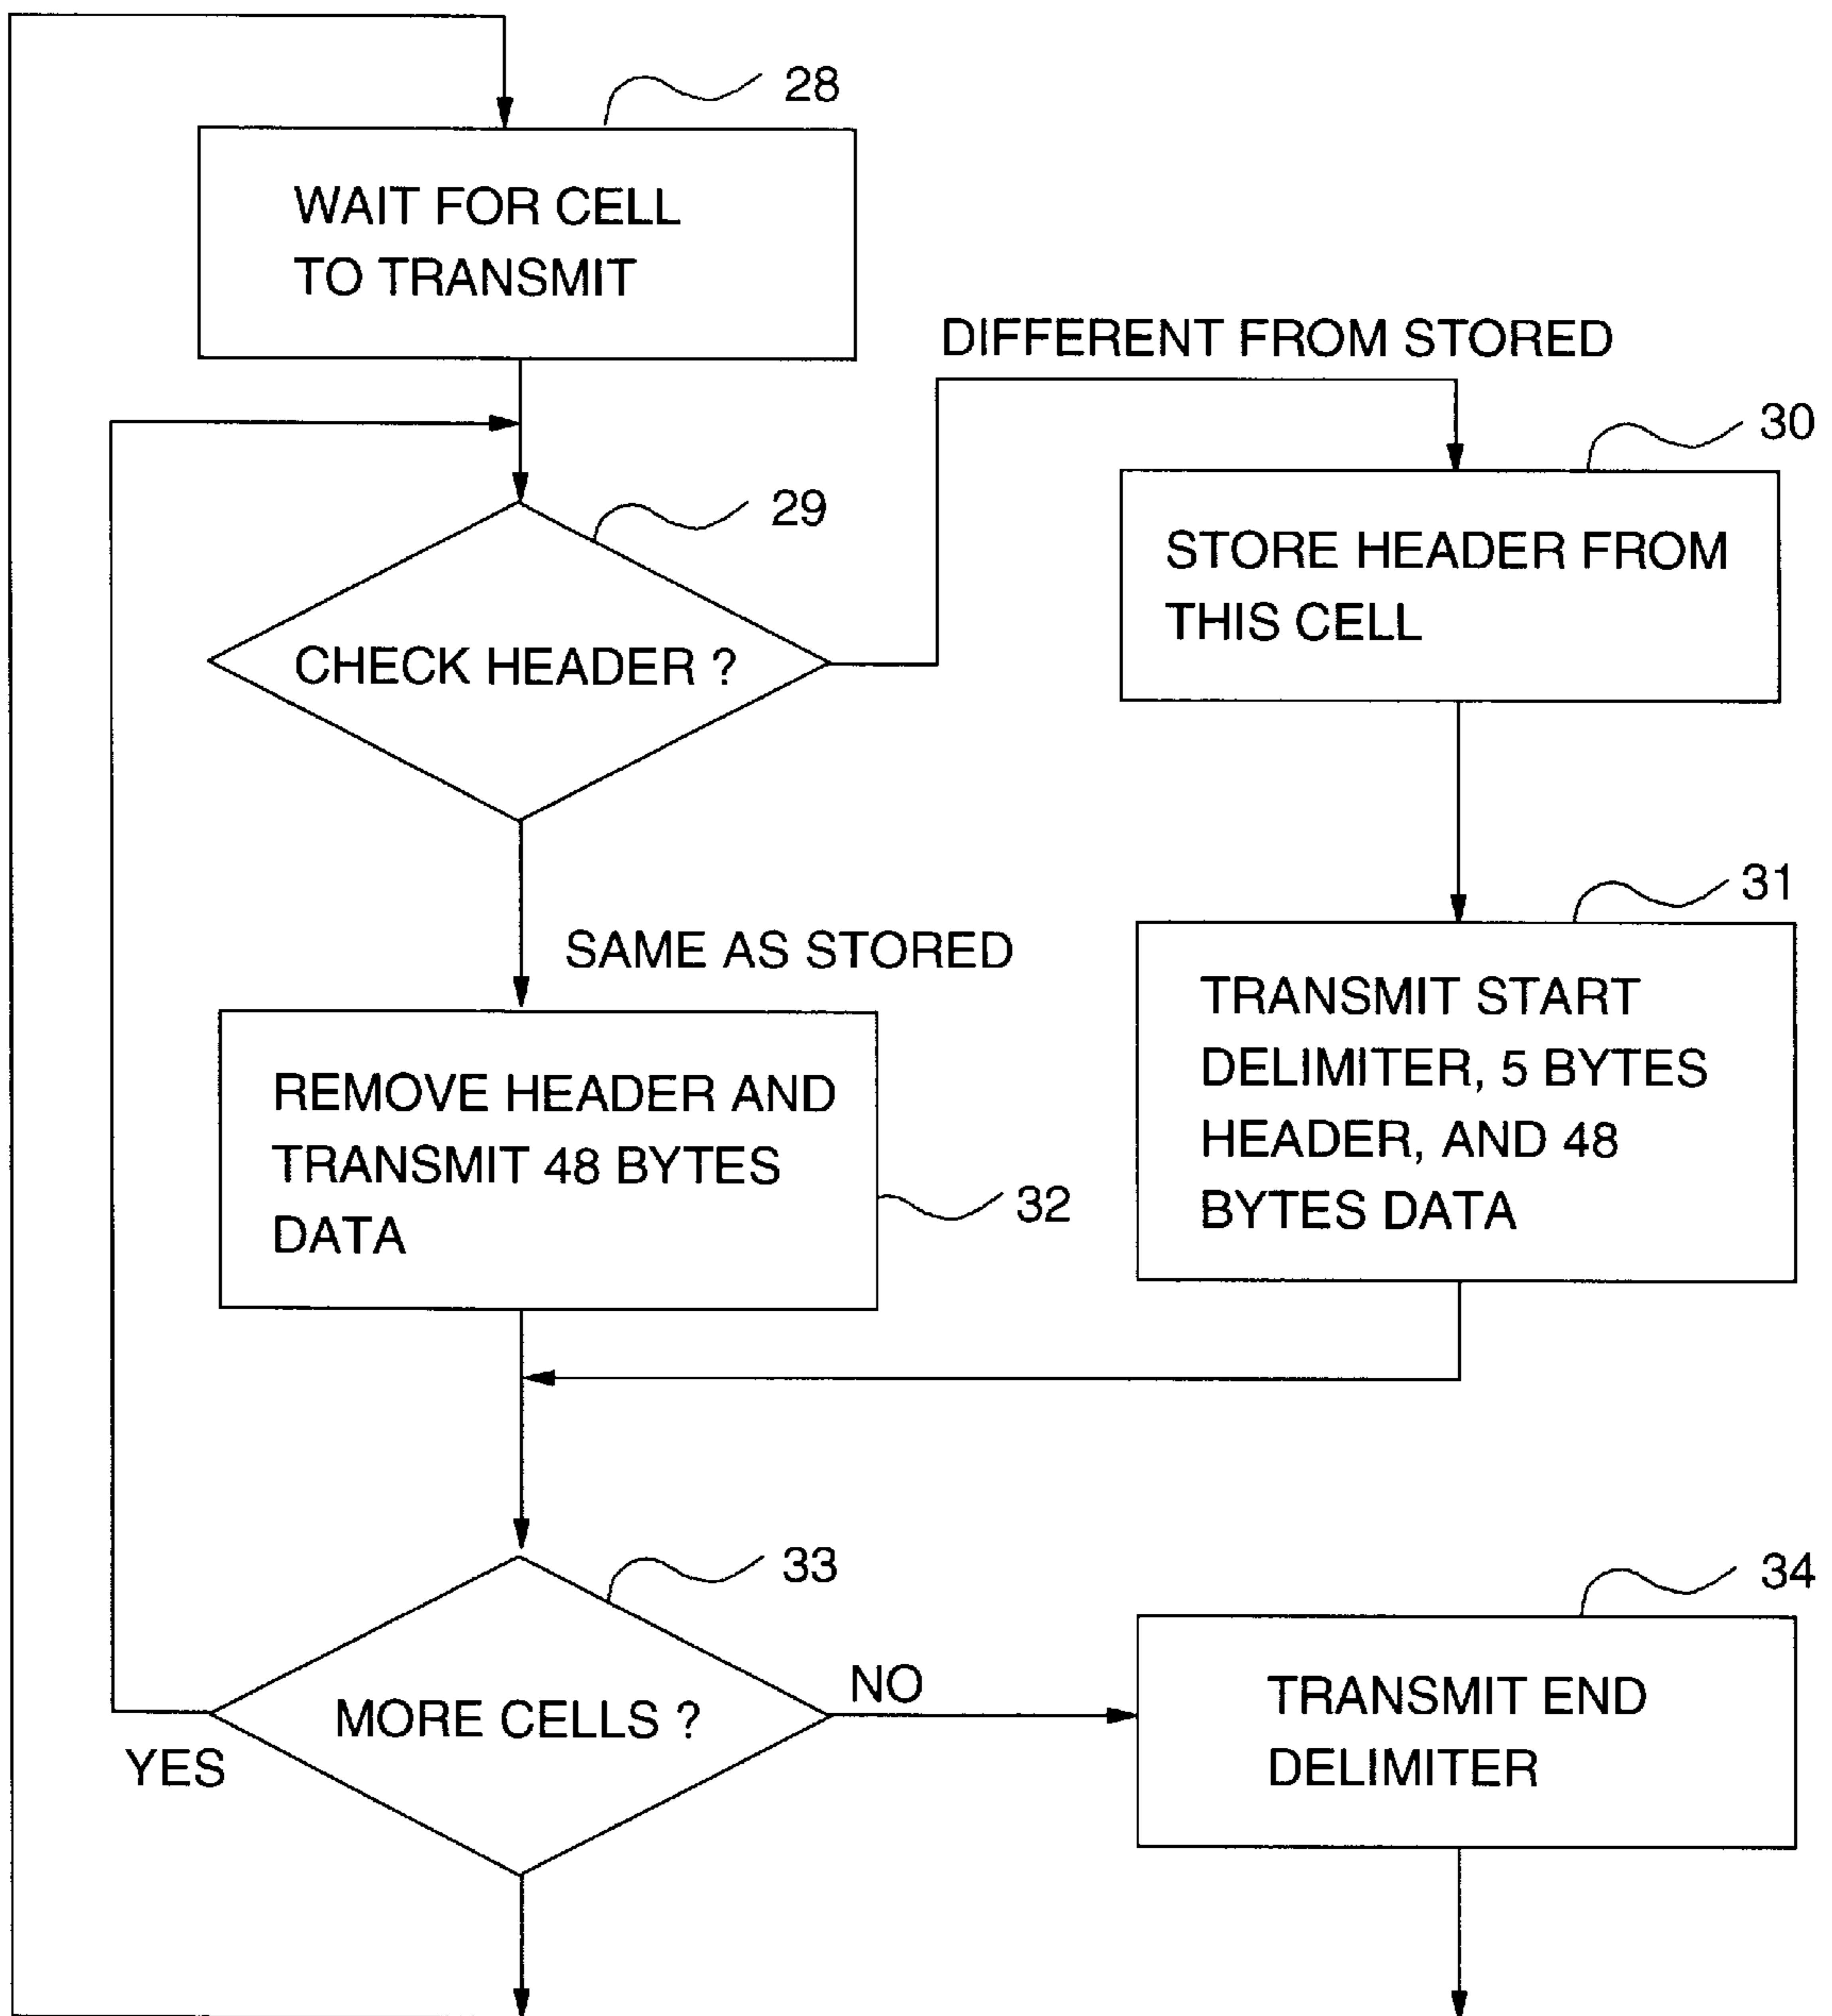 28
WAIT FOR CELL
TO TRANSMIT
DIFFERENT FROM STORED
29
CHECK HEADER ?
30
STORE HEADER FROM
THIS CELL
31
TRANSMIT START
DELIMITER, 5 BYTES
HEADER, AND 48
BYTES DATA
SAME AS STORED
REMOVE HEADER AND
TRANSMIT 48 BYTES
DATA
32
33
MORE CELLS ?
YES
NO
34
TRANSMIT END
DELIMITER